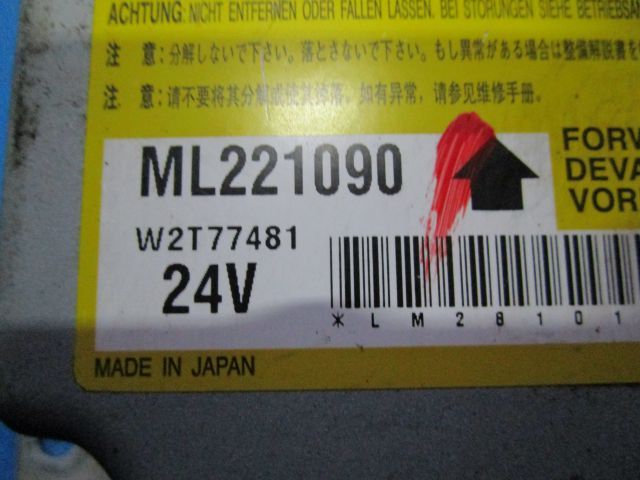 ACHTUNG: NICHT ENTFERNEN ODER FALLEN LASSEN. BEI STÖRUNGEN SIEHE
注 意:分解しないで下さい。落とさないで下さい。もし異常がある場合は整備解説書を
注 意:请不要将其分解或使其掉落。如有异常,请参见维修手册。
ML221090
FORW
DEVA
VOR
W2T77481
24V
*LM28101
MADE IN JAPAN